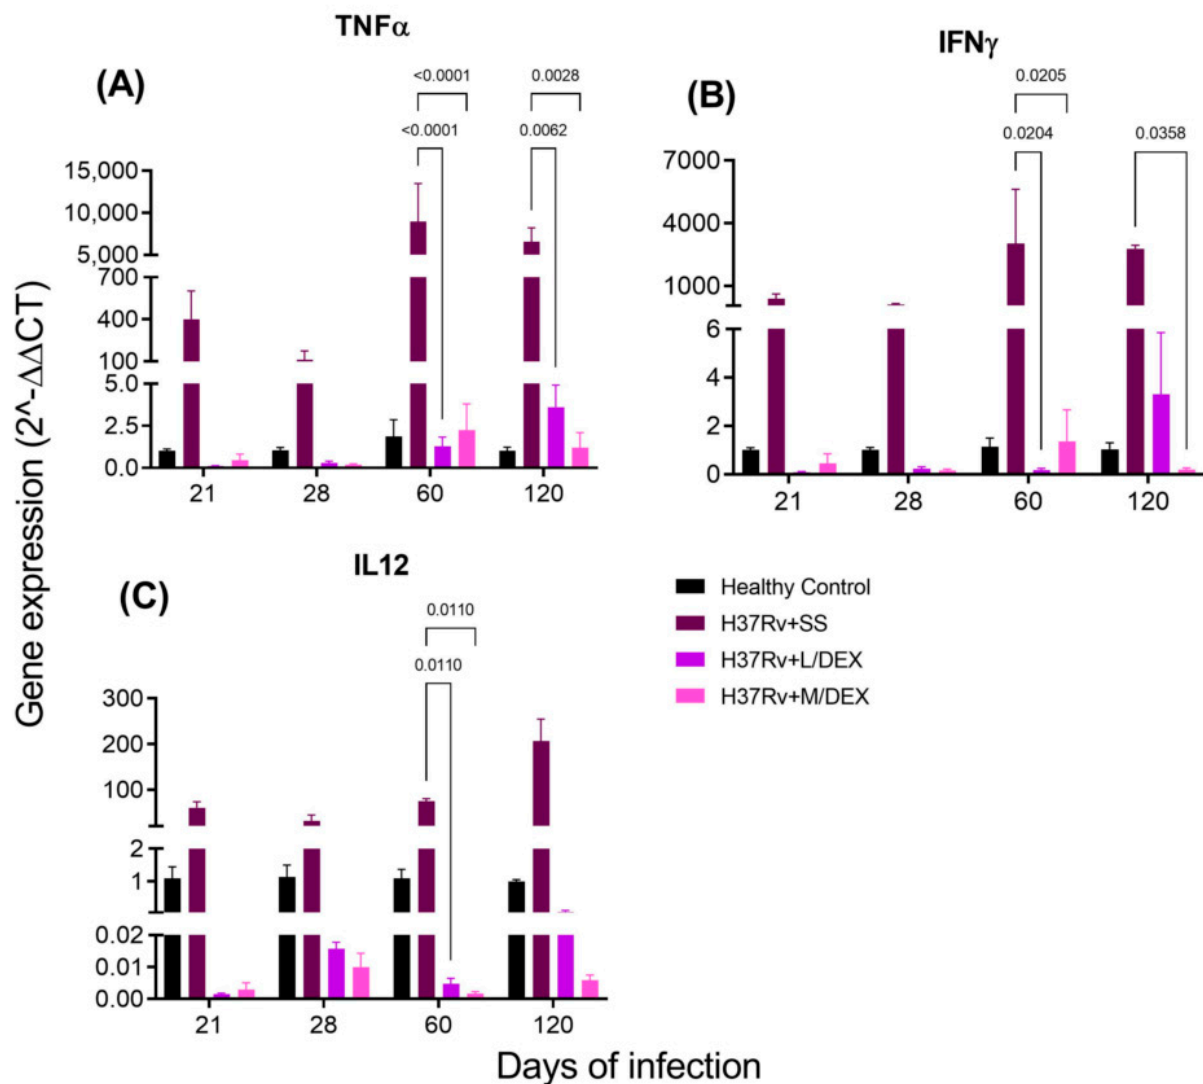 TNFα
(A)
<0.0001
0.0028
<0.0001
0.0062
15,000
10,000
5,000
700
400
100
5.0
2.5
0.0
21 28 60 120
IFNγ
(B)
0.0205
0.0204
0.0358
7000
4000
1000
6
4
2
0
21 28 60 120
Gene expression (2^-ΔΔCT)
IL12
(C)
0.0110
0.0110
300
200
100
2
1
0.02
0.01
0.00
21 28 60 120
Healthy Control
H37Rv+SS
H37Rv+L/DEX
H37Rv+M/DEX
Days of infection